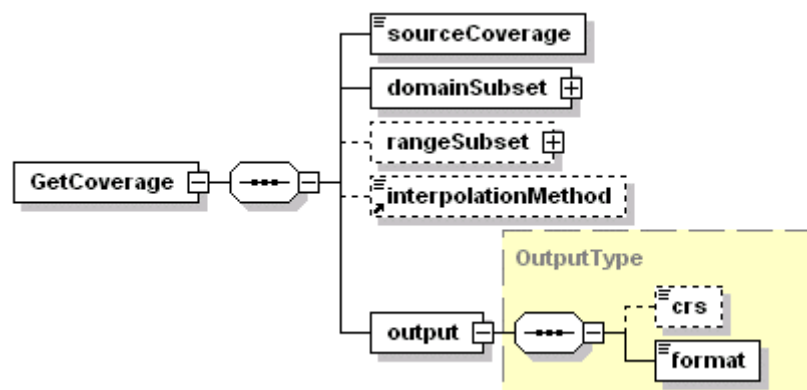 sourceCoverage
domainSubset
rangeSubset
GetCoverage
interpolationMethod
OutputType
crs
output
format